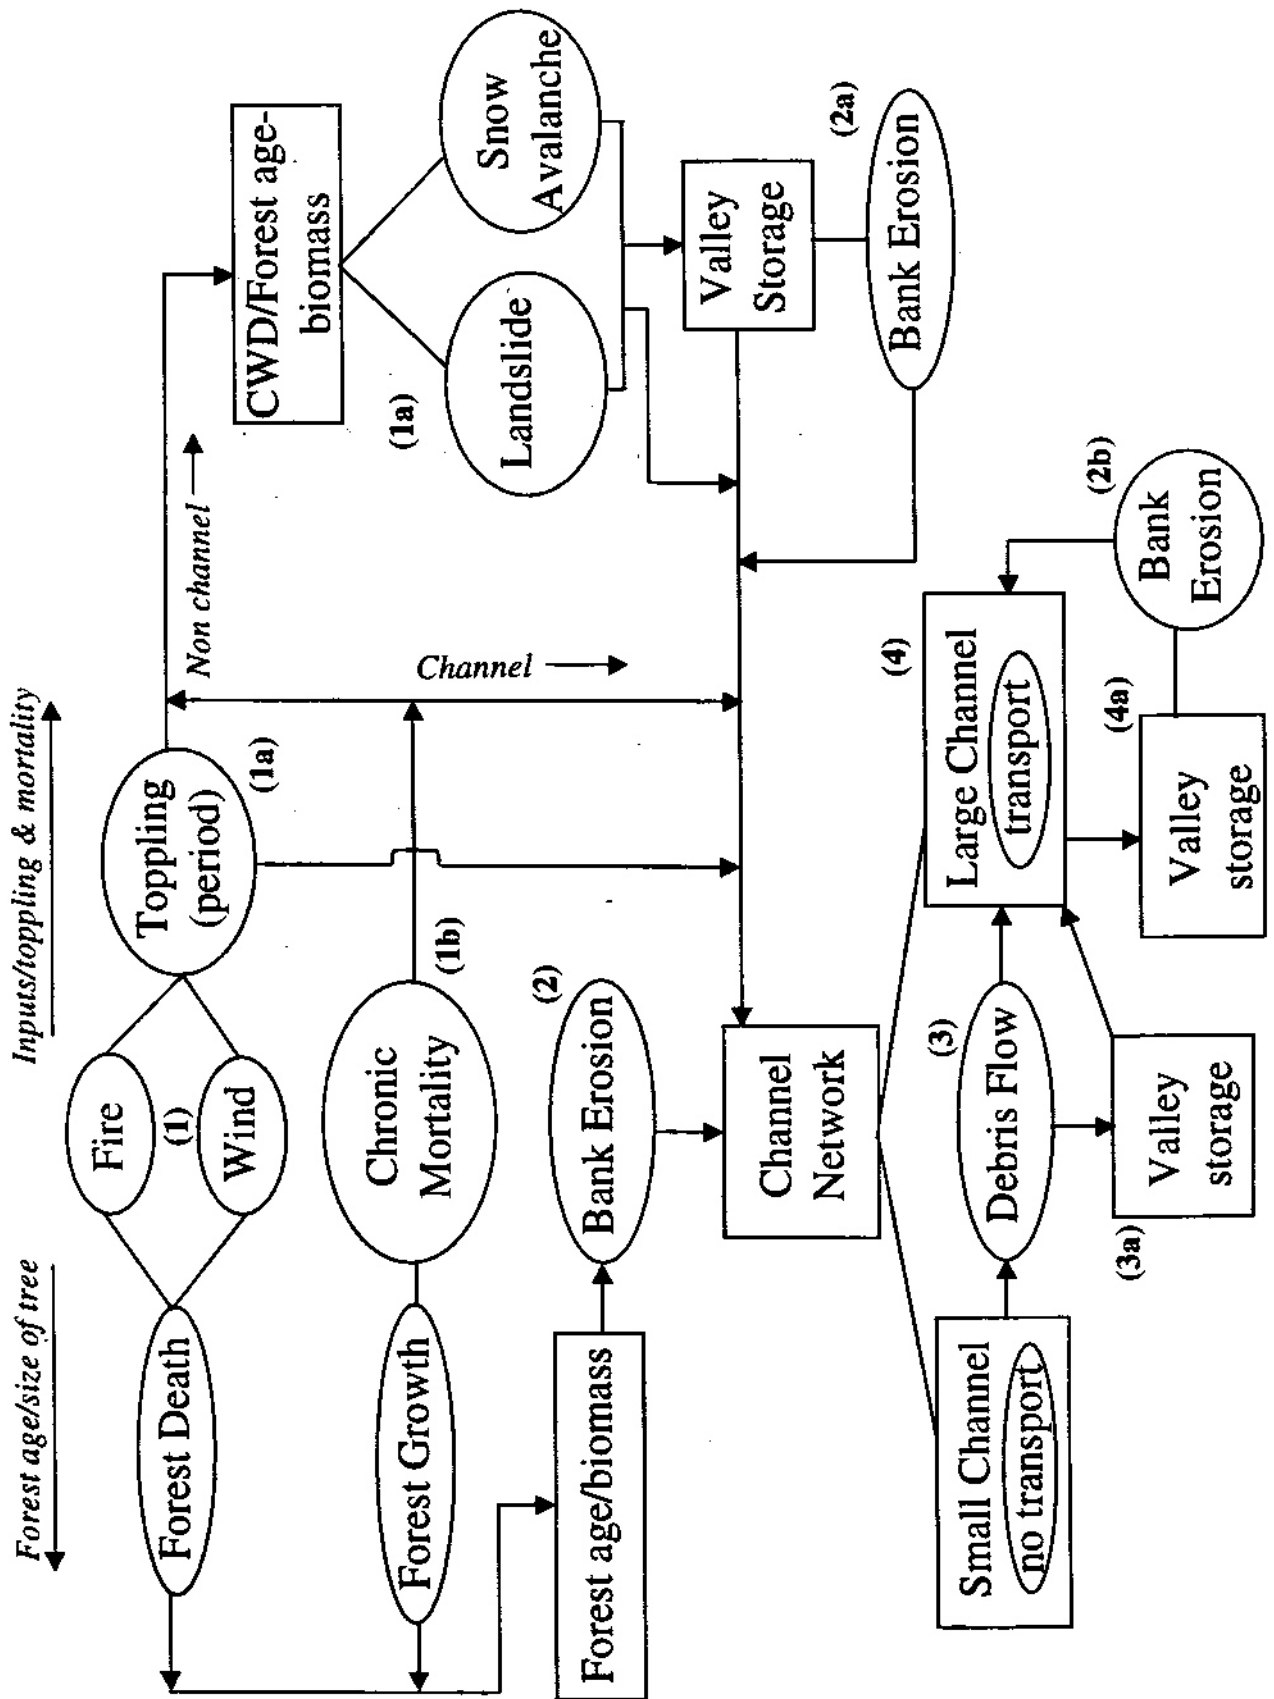 Forest age/size of tree
Inputs/toppling & mortality
Forest Death
Fire
(1)
Wind
Toppling
(period)
(1a)
Non channel
CWD/Forest age-
biomass
Forest Growth
Chronic
Mortality
(1b)
Channel
(1a)
Landslide
Snow
Avalanche
Forest age/biomass
Bank Erosion
(2)
Valley
Storage
(2a)
Bank Erosion
Channel
Network
Small Channel
no transport
(3)
Debris Flow
(3a)
Valley
storage
(4)
Large Channel
transport
(4a)
Valley
storage
(2b)
Bank
Erosion